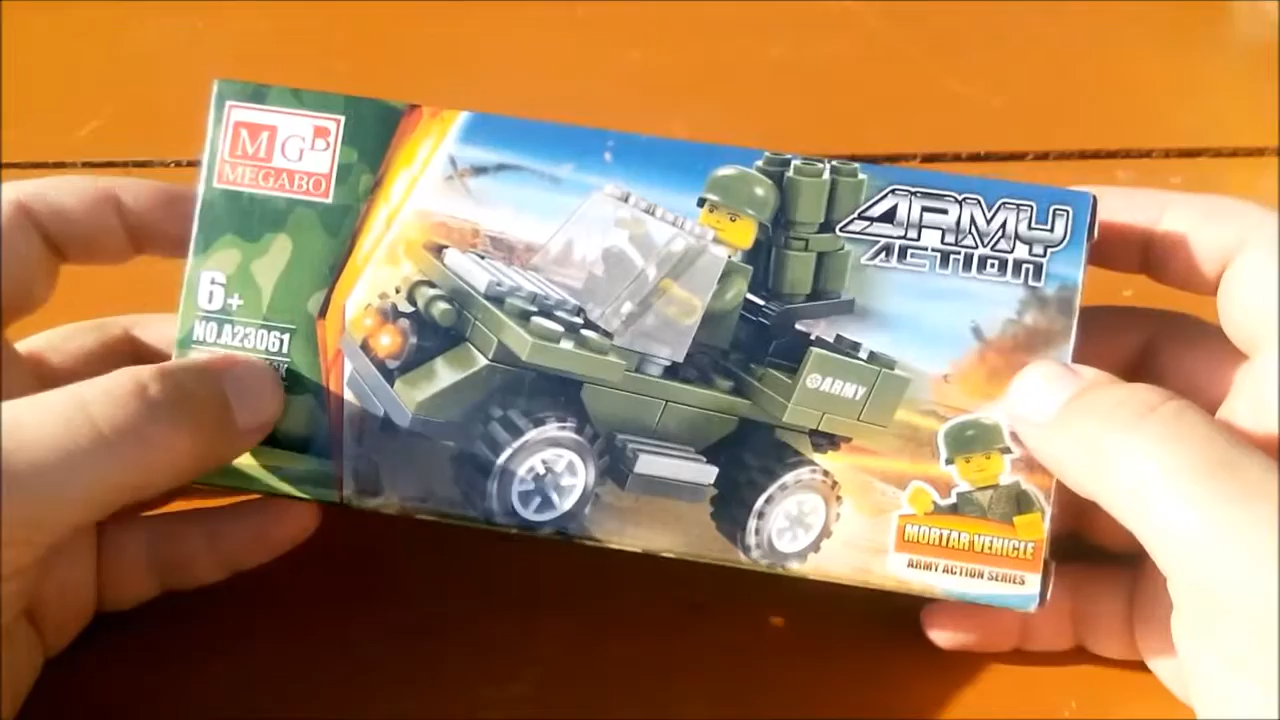 MGB
MEGABO
6+
NO.A23061
ARMY
ACTION
ARMY
MORTAR VEHICLE
ARMY ACTION SERIES